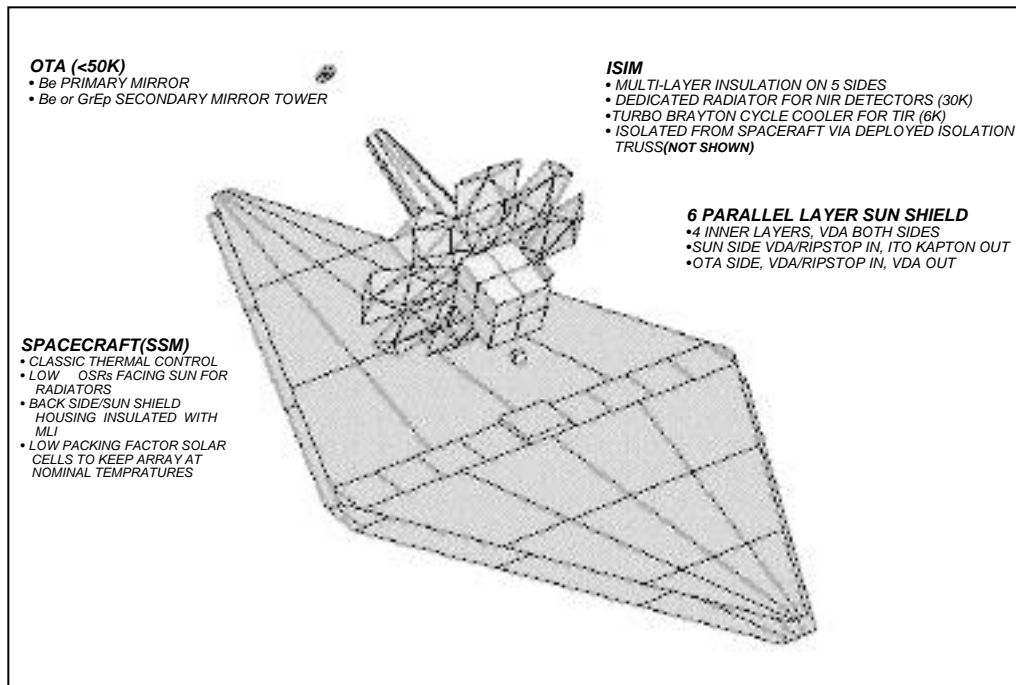 OTA (<50K)
• Be PRIMARY MIRROR
• Be or GrEp SECONDARY MIRROR TOWER
ISIM
• MULTI-LAYER INSULATION ON 5 SIDES
• DEDICATED RADIATOR FOR NIR DETECTORS (30K)
•TURBO BRAYTON CYCLE COOLER FOR TIR (6K)
• ISOLATED FROM SPACERAFT VIA DEPLOYED ISOLATION
TRUSS(NOT SHOWN)
6 PARALLEL LAYER SUN SHIELD
•4 INNER LAYERS, VDA BOTH SIDES
•SUN SIDE VDA/RIPSTOP IN, ITO KAPTON OUT
•OTA SIDE, VDA/RIPSTOP IN, VDA OUT
SPACECRAFT(SSM)
• CLASSIC THERMAL CONTROL
• LOW OSRs FACING SUN FOR
RADIATORS
• BACK SIDE/SUN SHIELD
HOUSING INSULATED WITH
MLI
• LOW PACKING FACTOR SOLAR
CELLS TO KEEP ARRAY AT
NOMINAL TEMPRATURES